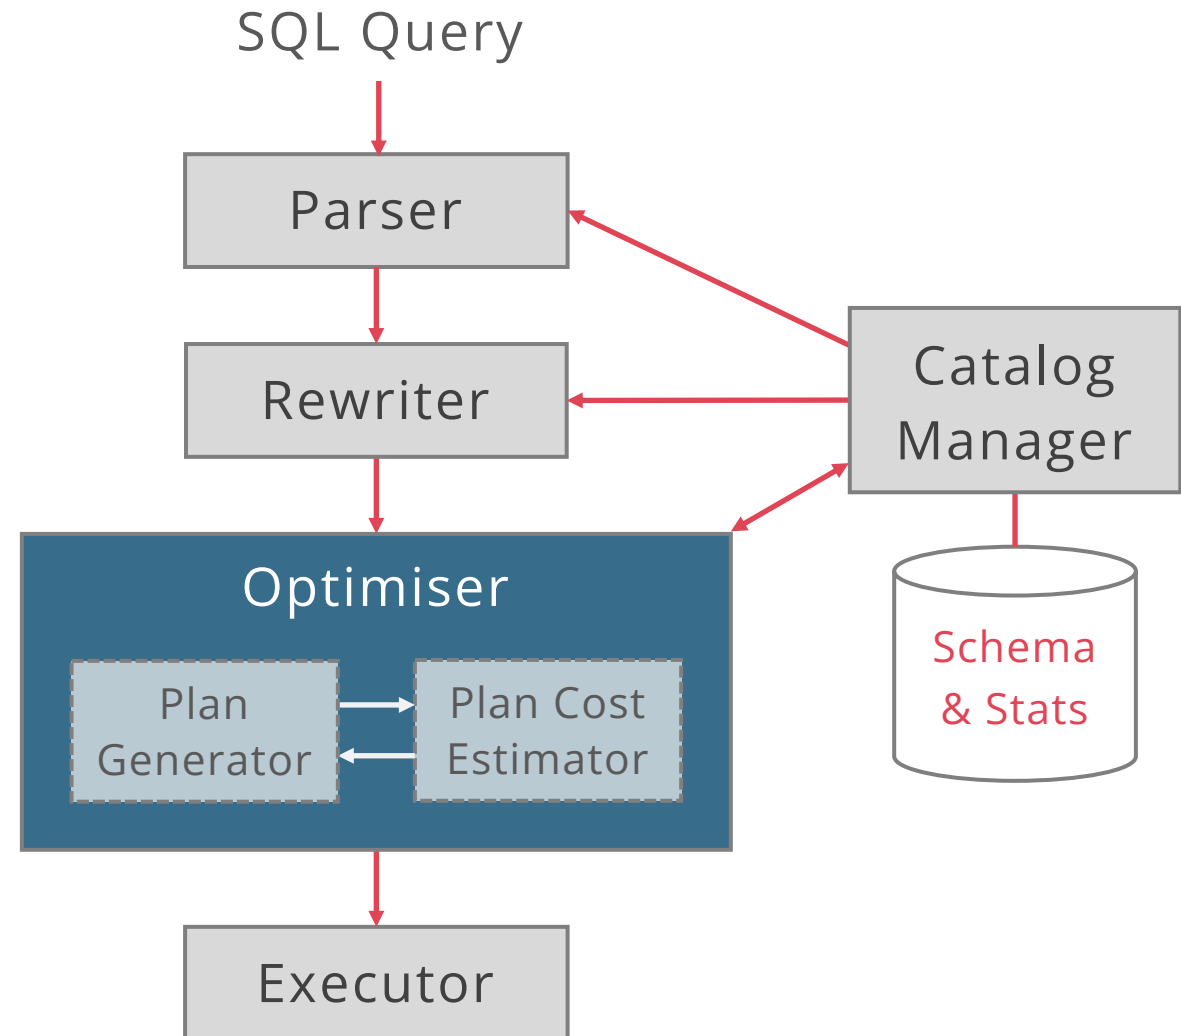 SQL Query
Parser
Rewriter
Catalog
Manager
Optimiser
Plan
Generator
Plan Cost
Estimator
Schema
& Stats
Executor